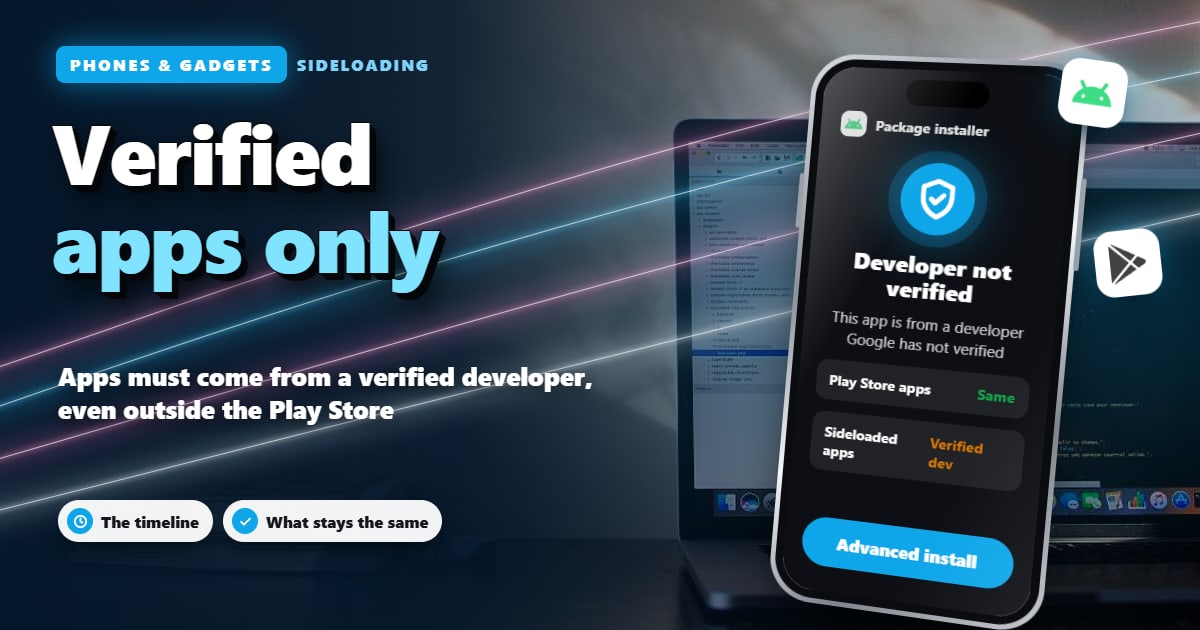 PHONES & GADGETS SIDELOADING
Verified
apps only
Apps must come from a verified developer,
even outside the Play Store
The timeline
What stays the same
Package installer
Developer not
verified
This app is from a developer
Google has not verified
Play Store apps Same
Sideloaded
apps
Verified
dev
Advanced install